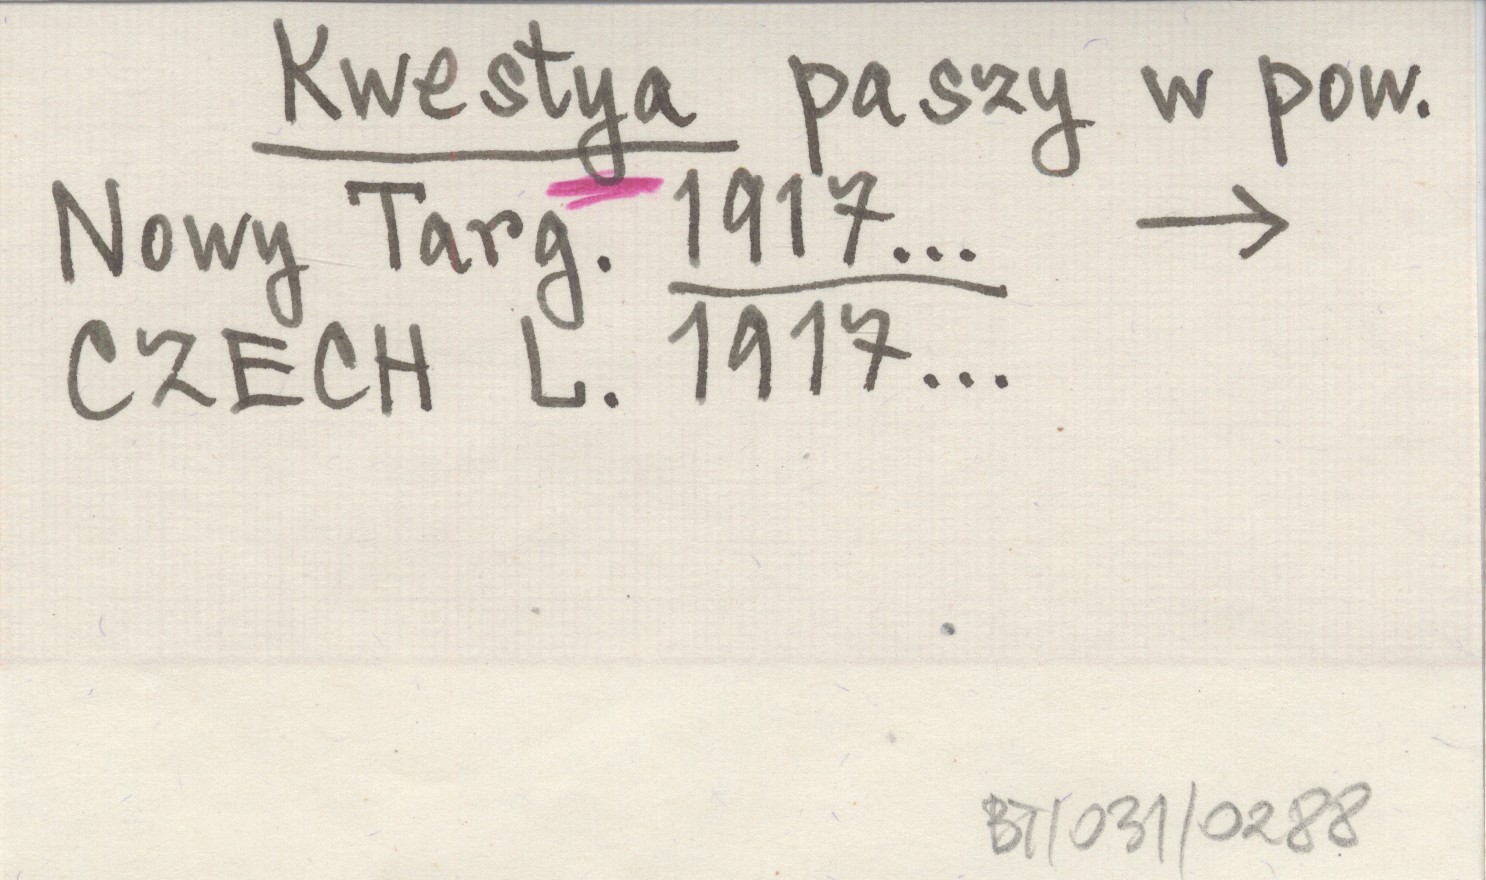 Kwestya paszy w pow.
Nowy Targ. 1917... →
CZECH L. 1917...
BT/031/0288